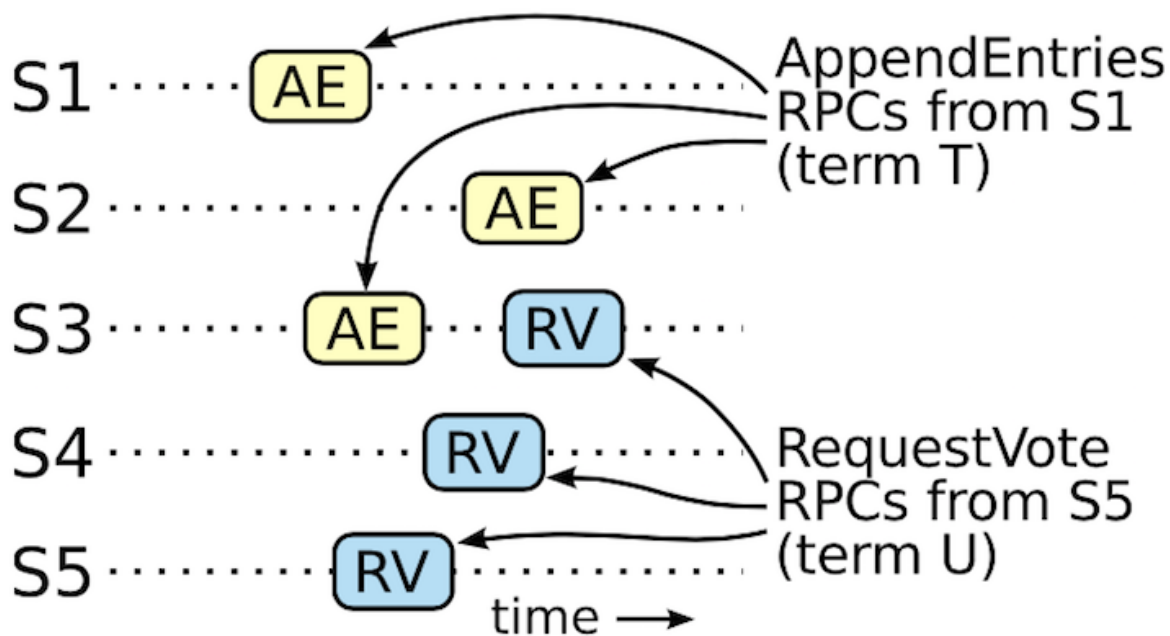 S1
AE
AppendEntries
RPCs from S1
(term T)
S2
AE
S3
AE
RV
S4
RV
RequestVote
RPCs from S5
(term U)
S5
RV
time